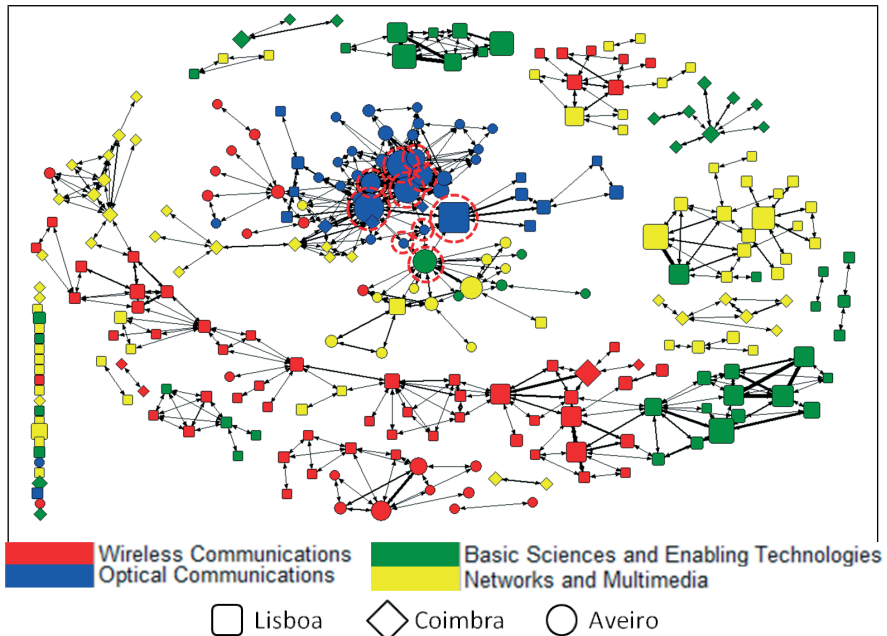 Wireless Communications
Optical Communications
Basic Sciences and Enabling Technologies
Networks and Multimedia
Lisboa Coimbra Aveiro